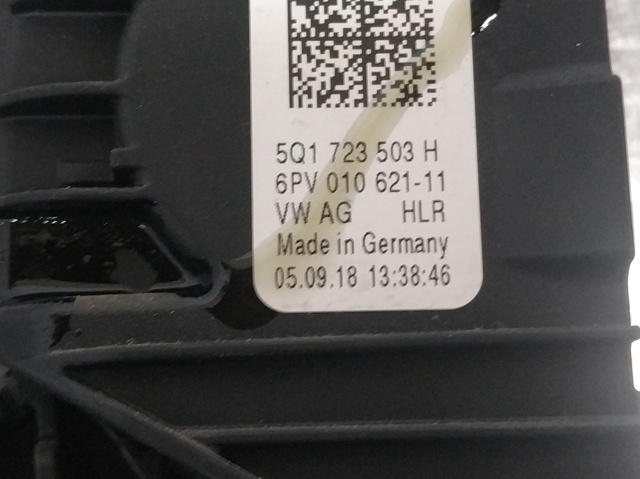 5Q1 723 503 H
6PV 010 621-11
VW AG HLR
Made in Germany
05.09.18 13:38:46